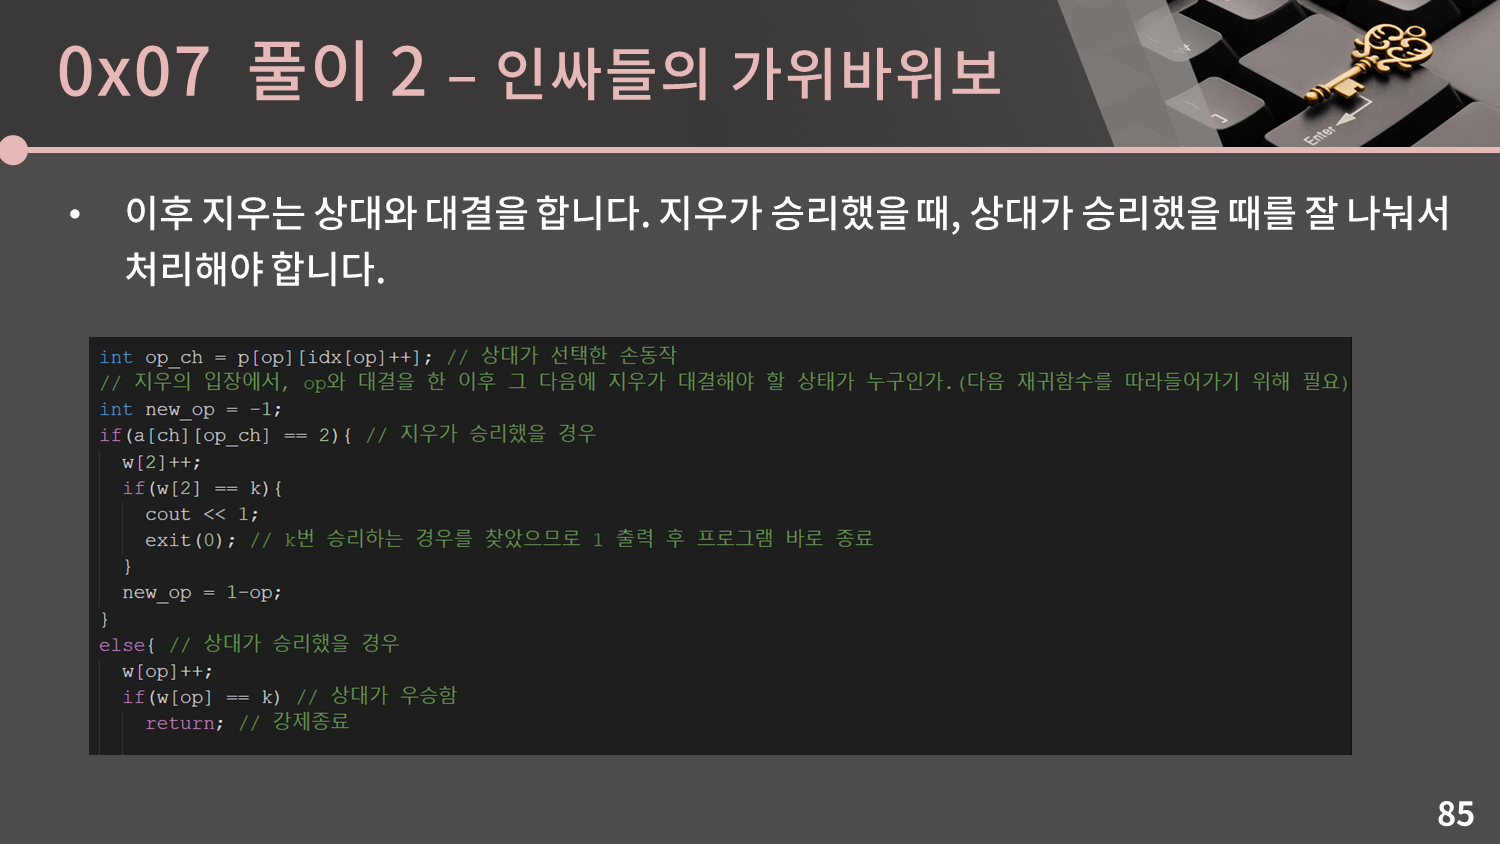 0x07 풀이 2 – 인싸들의 가위바위보
• 이후 지우는 상대와 대결을 합니다. 지우가 승리했을 때, 상대가 승리했을 때를 잘 나눠서
처리해야 합니다.
int op_ch = p[op][idx[op]++]; // 상대가 선택한 손동작
// 지우의 입장에서, op와 대결을 한 이후 그 다음에 지우가 대결해야 할 상태가 누구인가.(다음 재귀함수를 따라들어가기 위해 필요)
int new_op = -1;
if(a[ch][op_ch] == 2){ // 지우가 승리했을 경우
  w[2]++;
  if(w[2] == k){
    cout << 1;
    exit(0); // k번 승리하는 경우를 찾았으므로 1 출력 후 프로그램 바로 종료
  }
  new_op = 1-op;
}
else{ // 상대가 승리했을 경우
  w[op]++;
  if(w[op] == k) // 상대가 우승함
    return; // 강제종료
Enter
85